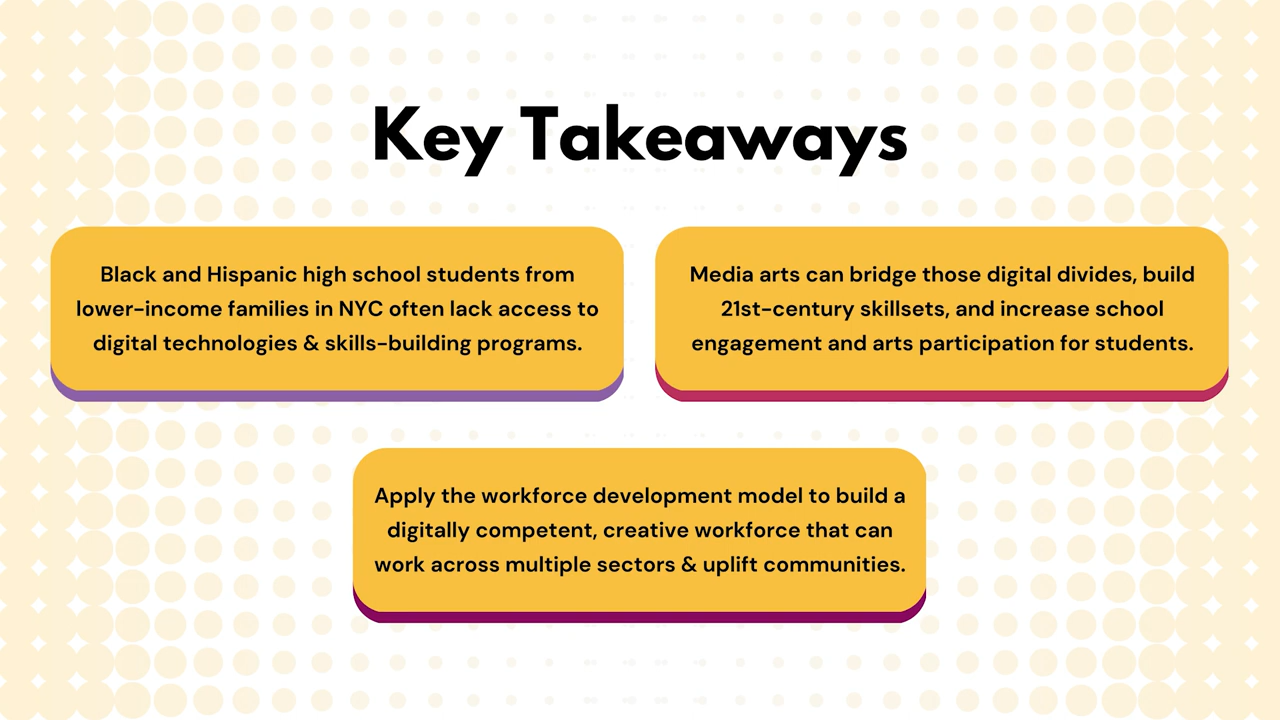 Key Takeaways
Black and Hispanic high school students from
lower-income families in NYC often lack access to
digital technologies & skills-building programs.
Media arts can bridge those digital divides, build
21st-century skillsets, and increase school
engagement and arts participation for students.
Apply the workforce development model to build a
digitally competent, creative workforce that can
work across multiple sectors & uplift communities.